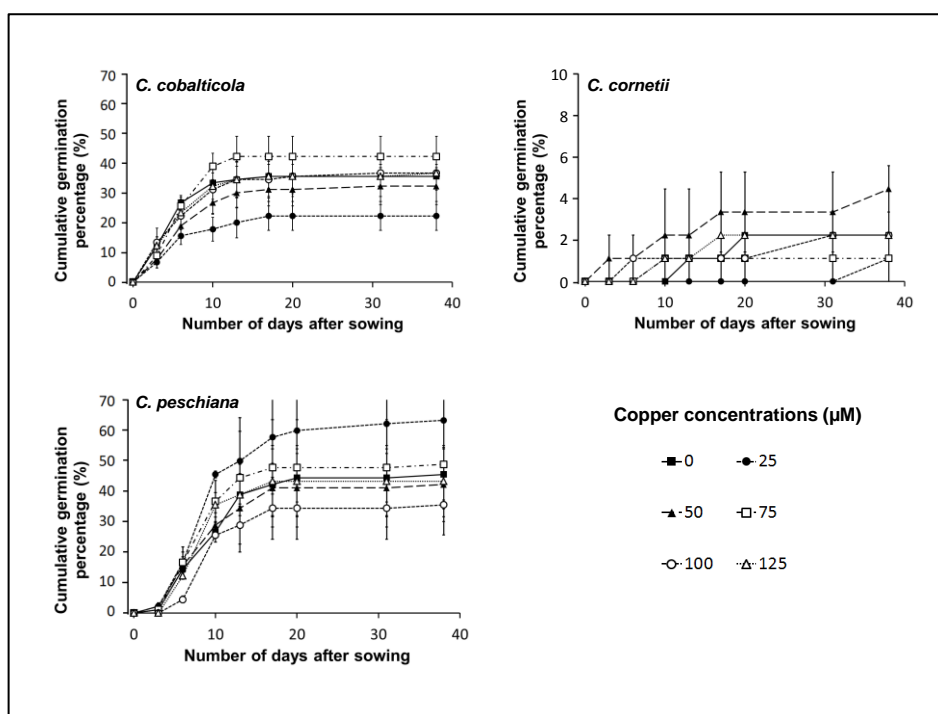 C. cobalticola
Cumulative germination
percentage (%)
70
60
50
40
30
20
10
0
0 10 20 30 40
Number of days after sowing
C. cornetii
Cumulative germination
percentage (%)
10
8
6
4
2
0
0 10 20 30 40
Number of days after sowing
C. peschiana
Cumulative germination
percentage (%)
70
60
50
40
30
20
10
0
0 10 20 30 40
Number of days after sowing
Copper concentrations (µM)
0 25
50 75
100 125